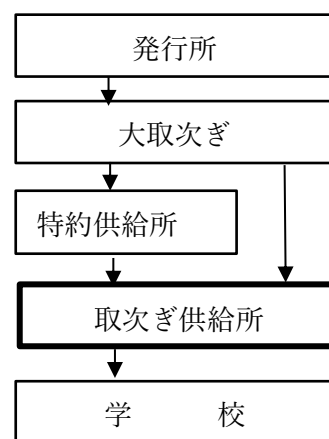 発行所
大取次ぎ
特約供給所
取次ぎ供給所
学　　校